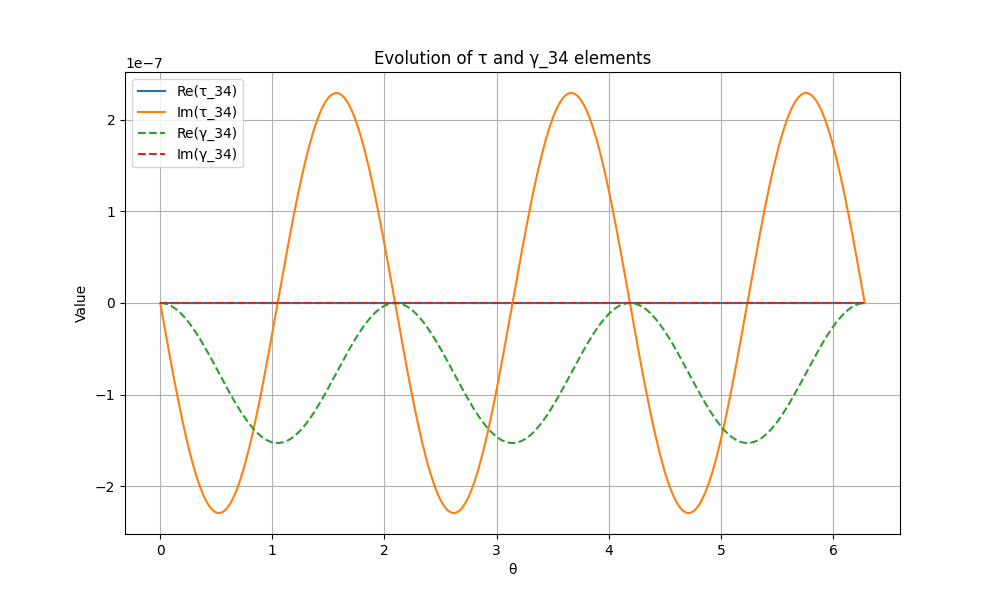 Evolution of τ and γ_34 elements
1e−7
Re(τ_34)
Im(τ_34)
Re(γ_34)
Im(γ_34)
2
1
0
−1
−2
Value
0 1 2 3 4 5 6
θ